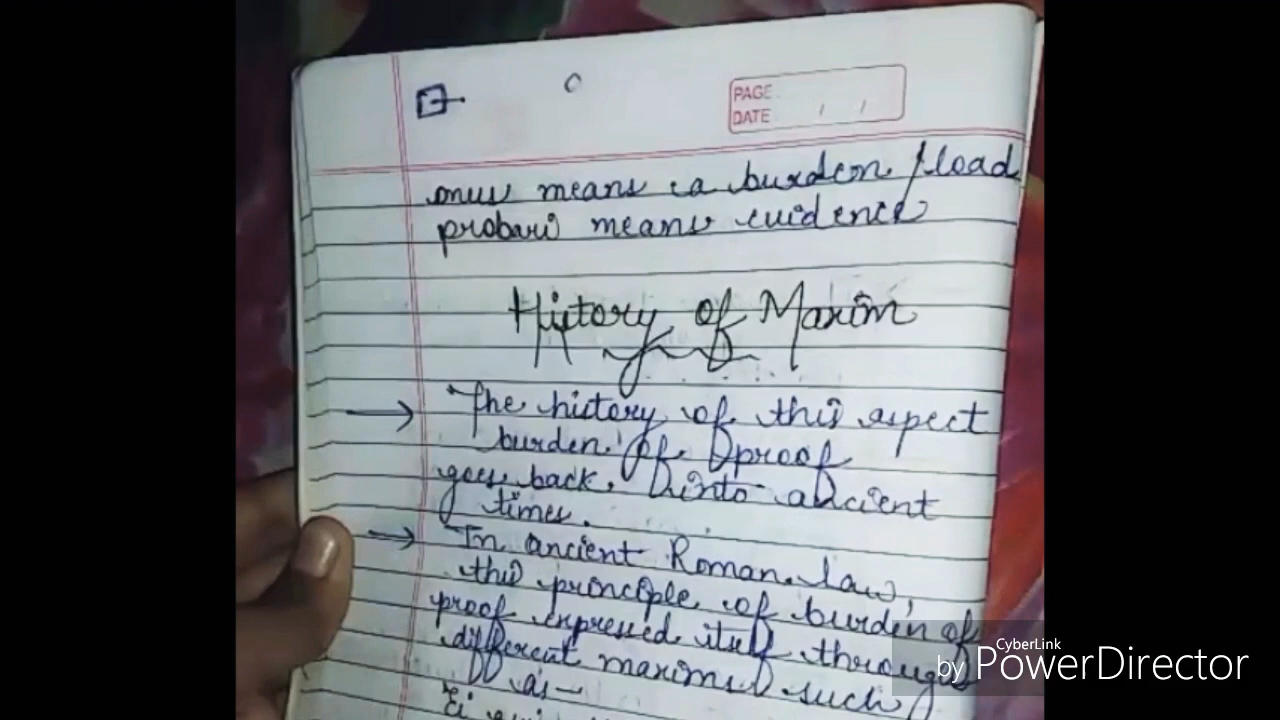 PAGE
DATE / /
onus means a burden / load
probari means evidence
History of Maxim
→ The history of this aspect
burden of proof
goes back into ancient
times.
→ In ancient Roman law,
this principle of burden of
proof expressed itself through
different maxims such
as –
Ei qui
CyberLink
by PowerDirector